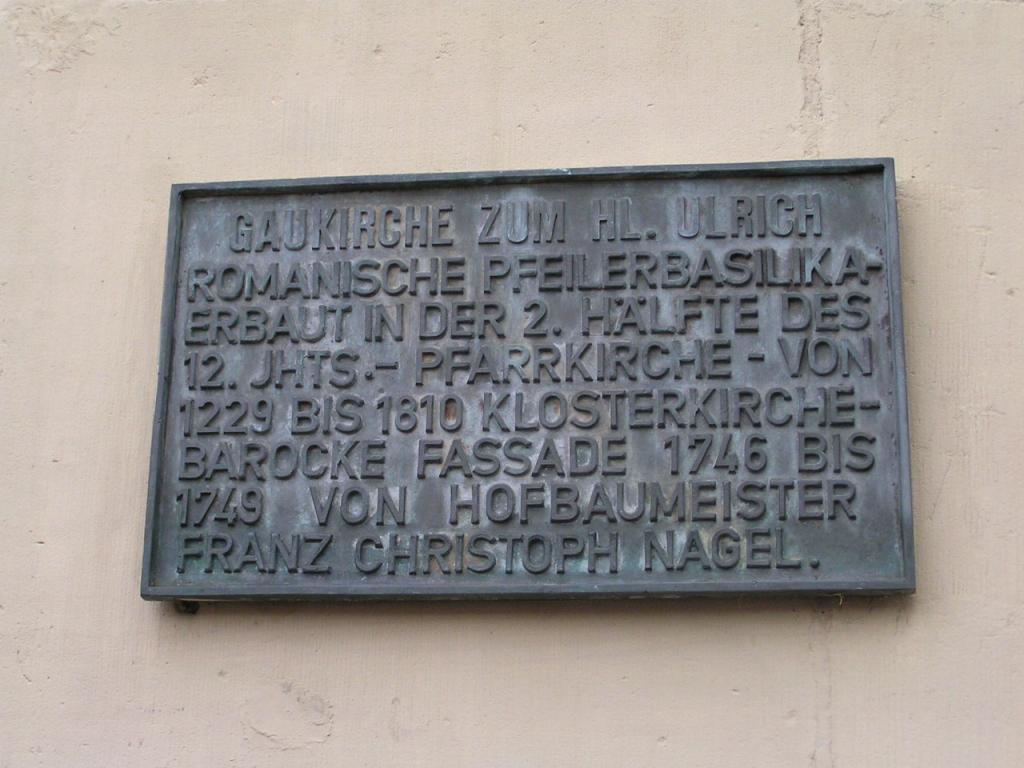 GAUKIRCHE ZUM HL. ULRICH
ROMANISCHE PFEILERBASILIKA-
ERBAUT IN DER 2. HÄLFTE DES
12. JHTS.- PFARRKIRCHE - VON
1229 BIS 1810 KLOSTERKIRCHE-
BAROCKE FASSADE 1746 BIS
1749 VON HOFBAUMEISTER
FRANZ CHRISTOPH NAGEL.